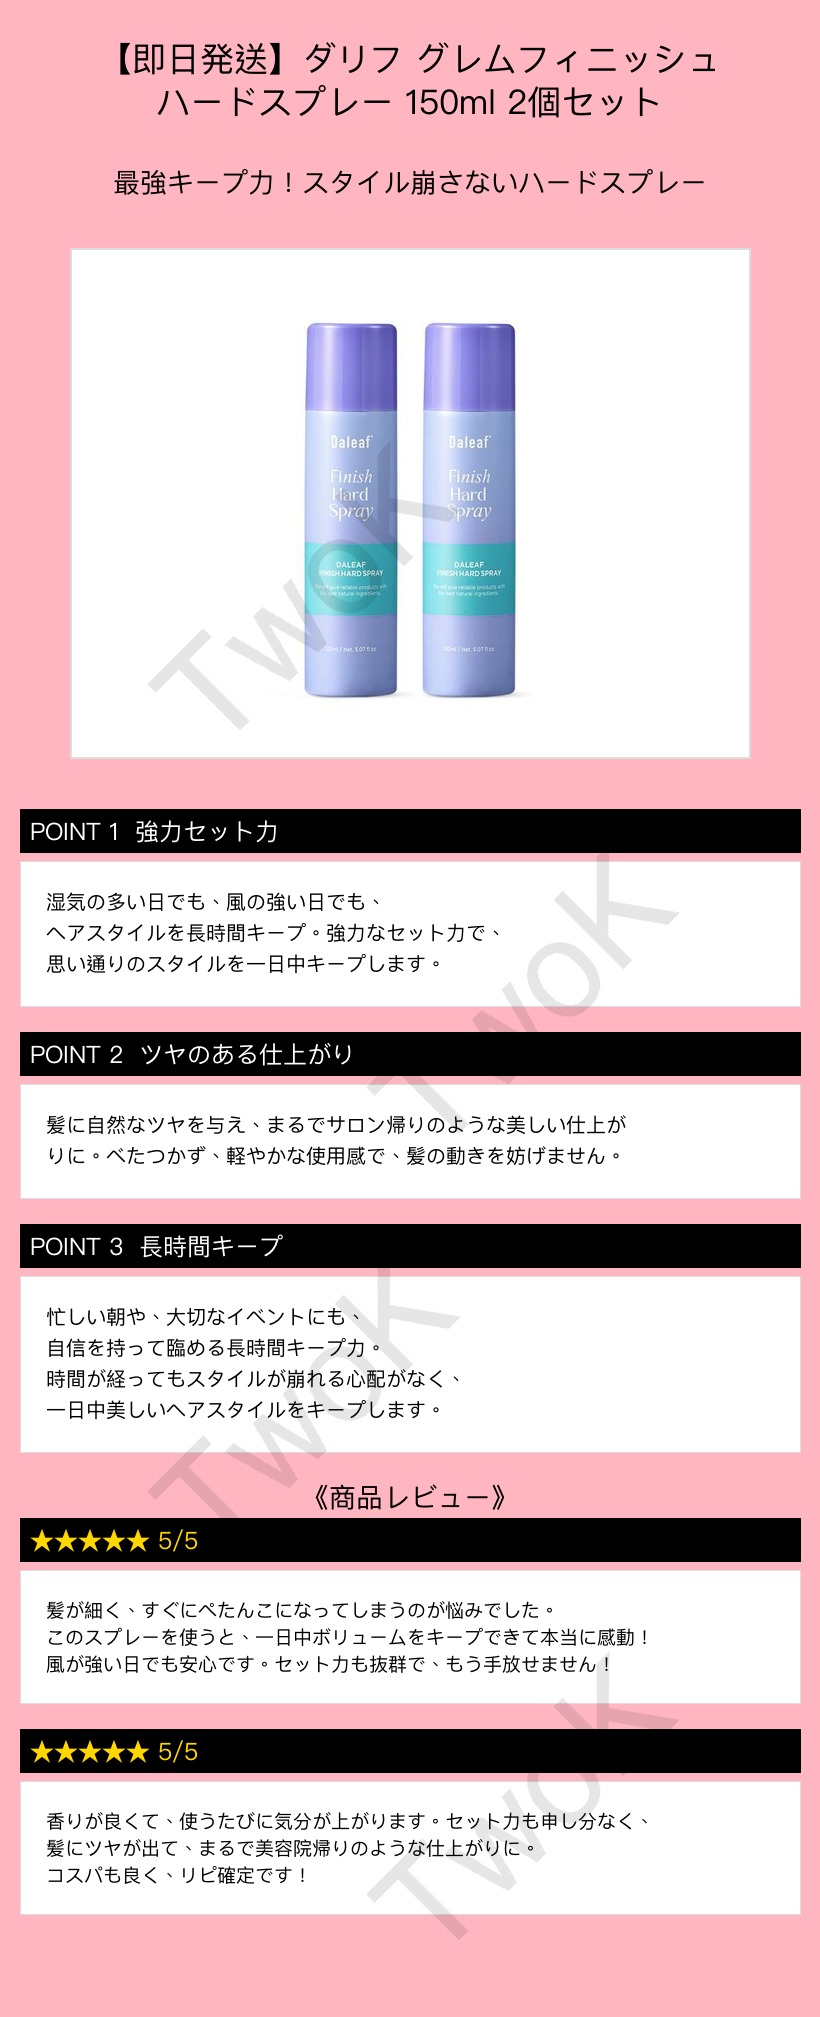 【即日発送】ダリフ グレムフィニッシュ
ハードスプレー 150ml 2個セット
最強キープ力！スタイル崩さないハードスプレー
Daleaf
Finish
Hard
Spray
DALEAF
FINISH HARD SPRAY
We will give reliable products with
the best natural ingredients.
150ml / Net. 5.07 fl.oz.
Daleaf
Finish
Hard
Spray
DALEAF
FINISH HARD SPRAY
We will give reliable products with
the best natural ingredients.
150ml / Net. 5.07 fl.oz.
TwoK
POINT 1 強力セット力
湿気の多い日でも、風の強い日でも、
ヘアスタイルを長時間キープ。強力なセット力で、
思い通りのスタイルを一日中キープします。
TwoK
POINT 2 ツヤのある仕上がり
髪に自然なツヤを与え、まるでサロン帰りのような美しい仕上が
りに。べたつかず、軽やかな使用感で、髪の動きを妨げません。
POINT 3 長時間キープ
忙しい朝や、大切なイベントにも、
自信を持って臨める長時間キープ力。
時間が経ってもスタイルが崩れる心配がなく、
一日中美しいヘアスタイルをキープします。
TwoK
《商品レビュー》
★★★★★ 5/5
髪が細く、すぐにぺたんこになってしまうのが悩みでした。
このスプレーを使うと、一日中ボリュームをキープできて本当に感動！
風が強い日でも安心です。セット力も抜群で、もう手放せません！
★★★★★ 5/5
香りが良くて、使うたびに気分が上がります。セット力も申し分なく、
髪にツヤが出て、まるで美容院帰りのような仕上がりに。
コスパも良く、リピ確定です！
TwoK